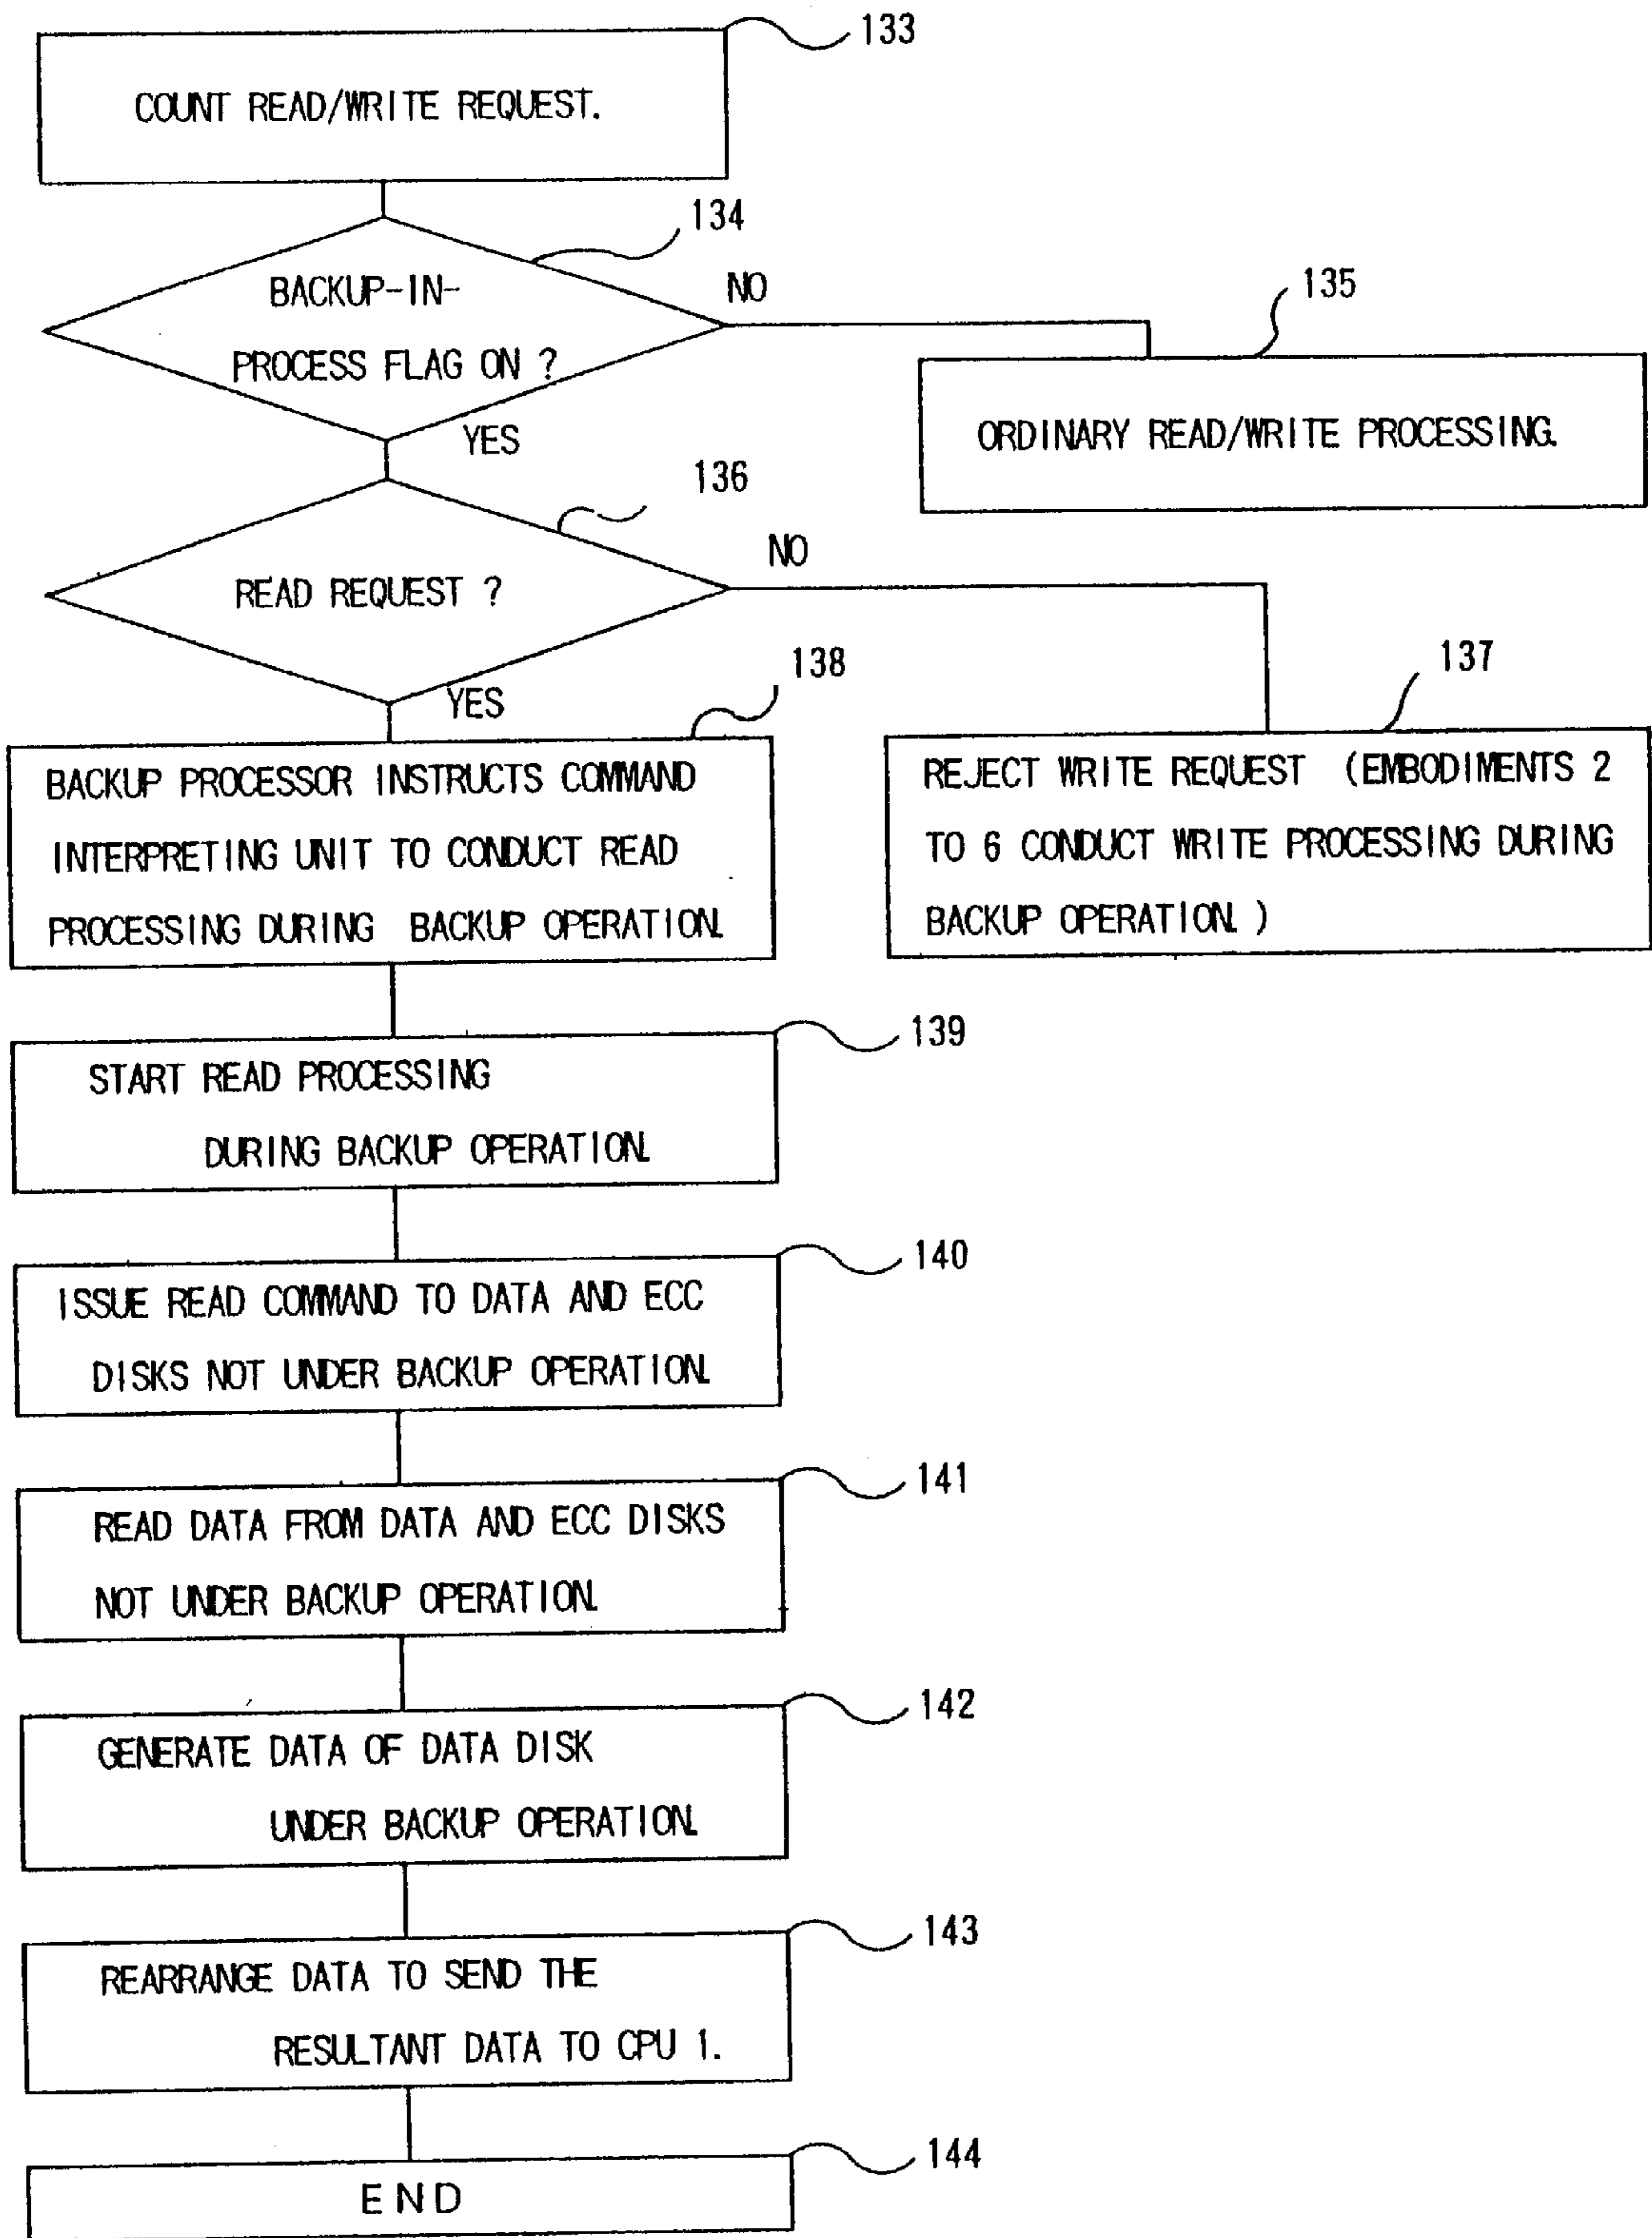 133
COUNT READ/WRITE REQUEST.
134
BACKUP-IN-
PROCESS FLAG ON ?
NO
YES
135
ORDINARY READ/WRITE PROCESSING.
136
READ REQUEST ?
NO
YES
137
REJECT WRITE REQUEST (EMBODIMENTS 2
TO 6 CONDUCT WRITE PROCESSING DURING
BACKUP OPERATION.)
138
BACKUP PROCESSOR INSTRUCTS COMMAND
INTERPRETING UNIT TO CONDUCT READ
PROCESSING DURING BACKUP OPERATION.
139
START READ PROCESSING
DURING BACKUP OPERATION.
140
ISSUE READ COMMAND TO DATA AND ECC
DISKS NOT UNDER BACKUP OPERATION.
141
READ DATA FROM DATA AND ECC DISKS
NOT UNDER BACKUP OPERATION.
142
GENERATE DATA OF DATA DISK
UNDER BACKUP OPERATION.
143
REARRANGE DATA TO SEND THE
RESULTANT DATA TO CPU 1.
144
END